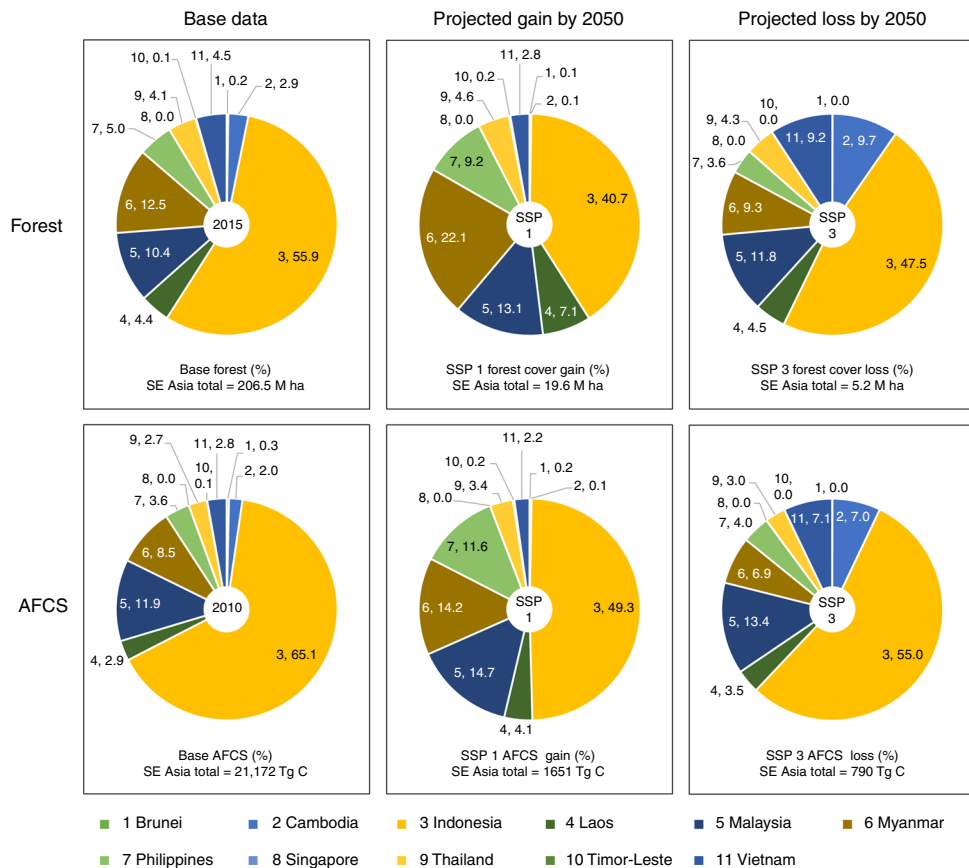 Base data
Projected gain by 2050
Projected loss by 2050
Forest
10, 0.1
11, 4.5
1, 0.2
2, 2.9
9, 4.1
8, 0.0
7, 5.0
6, 12.5
2015
3, 55.9
5, 10.4
4, 4.4
Base forest (%)
SE Asia total = 206.5 M ha
11, 2.8
10, 0.2
1, 0.1
9, 4.6
2, 0.1
8, 0.0
7, 9.2
3, 40.7
SSP
1
6, 22.1
5, 13.1
4, 7.1
SSP 1 forest cover gain (%)
SE Asia total = 19.6 M ha
10,
0.0
1, 0.0
9, 4.3
8, 0.0
11, 9.2
2, 9.7
7, 3.6
6, 9.3
SSP
3
5, 11.8
3, 47.5
4, 4.5
SSP 3 forest cover loss (%)
SE Asia total = 5.2 M ha
AFCS
9, 2.7
11, 2.8
1, 0.3
8, 0.0
10,
0.1
2, 2.0
7, 3.6
6, 8.5
5, 11.9
2010
3, 65.1
4, 2.9
Base AFCS (%)
SE Asia total = 21,172 Tg C
11, 2.2
10, 0.2
1, 0.2
9, 3.4
2, 0.1
8, 0.0
7, 11.6
6, 14.2
SSP
1
3, 49.3
5, 14.7
4, 4.1
SSP 1 AFCS gain (%)
SE Asia total = 1651 Tg C
9, 3.0
10,
0.0
1, 0.0
8, 0.0
7, 4.0
11, 7.1
2, 7.0
6, 6.9
SSP
3
5, 13.4
3, 55.0
4, 3.5
SSP 3 AFCS loss (%)
SE Asia total = 790 Tg C
1 Brunei
2 Cambodia
3 Indonesia
4 Laos
5 Malaysia
6 Myanmar
7 Philippines
8 Singapore
9 Thailand
10 Timor-Leste
11 Vietnam